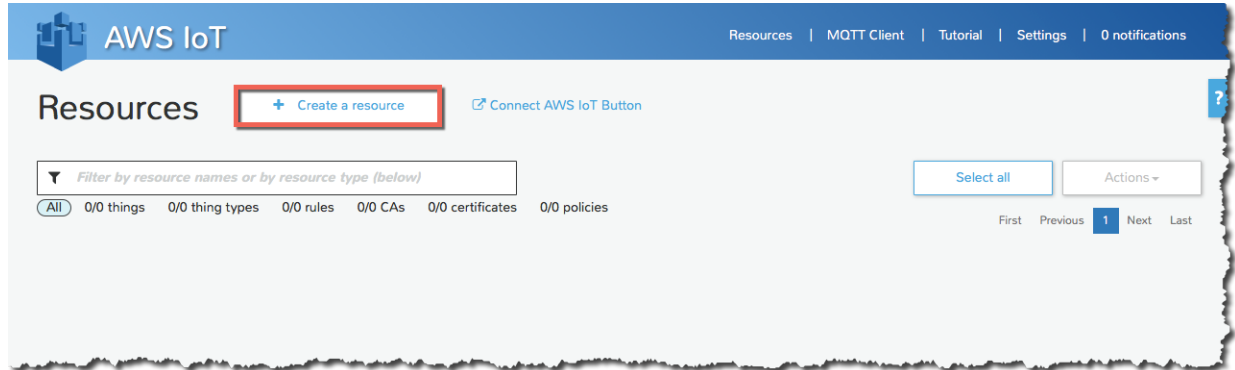 AWS IoT
Resources | MQTT Client | Tutorial | Settings | 0 notifications
Resources
+ Create a resource
Connect AWS IoT Button
?
Filter by resource names or by resource type (below)
Select all
Actions
All 0/0 things 0/0 thing types 0/0 rules 0/0 CAs 0/0 certificates 0/0 policies
First Previous 1 Next Last